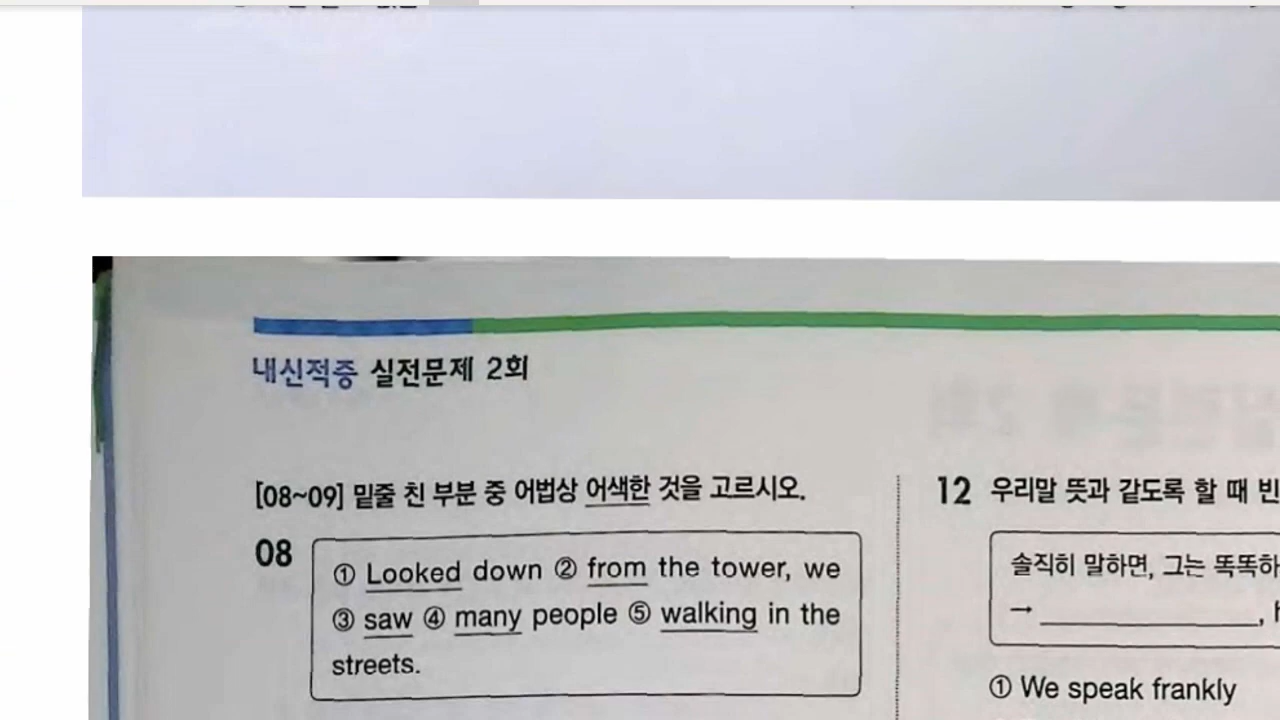 내신적중 실전문제 2회
[08~09] 밑줄 친 부분 중 어법상 어색한 것을 고르시오.
08
① Looked down ② from the tower, we
③ saw ④ many people ⑤ walking in the
streets.
12 우리말 뜻과 같도록 할 때 빈
솔직히 말하면, 그는 똑똑하
→ ____________,
① We speak frankly